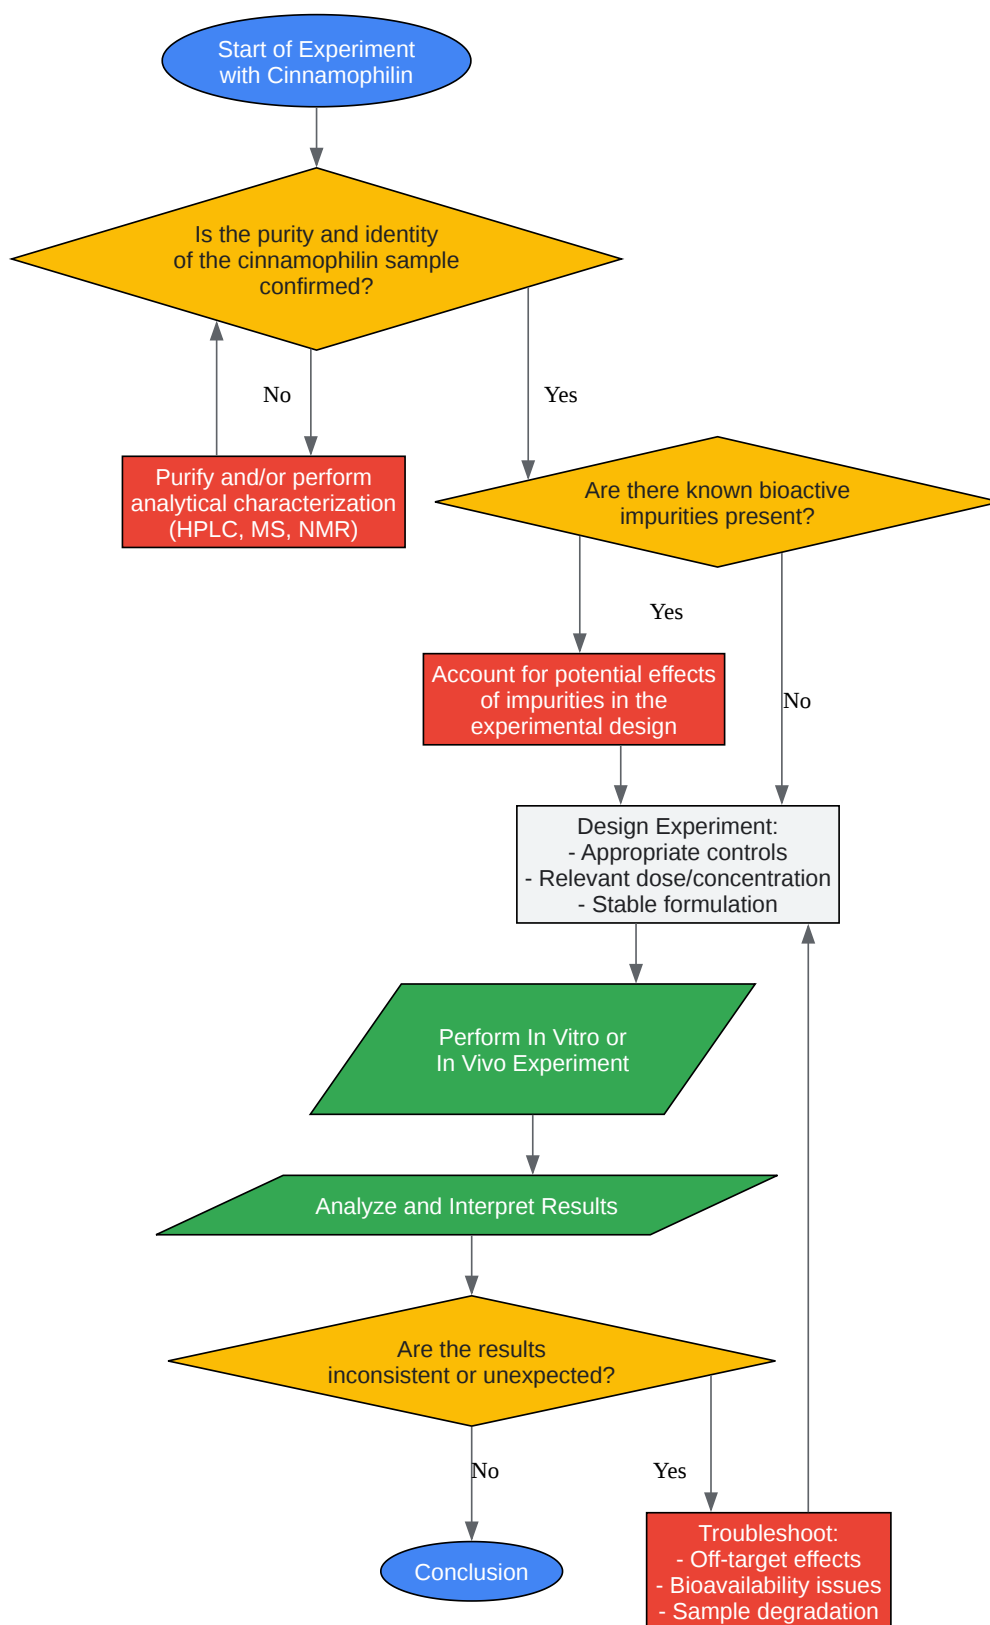 Start of Experiment
with Cinnamophilin
Is the purity and identity
of the cinnamophilin sample
confirmed?
No
Yes
Purify and/or perform
analytical characterization
(HPLC, MS, NMR)
Are there known bioactive
impurities present?
Yes
No
Account for potential effects
of impurities in the
experimental design
Design Experiment:
- Appropriate controls
- Relevant dose/concentration
- Stable formulation
Perform In Vitro or
In Vivo Experiment
Analyze and Interpret Results
Are the results
inconsistent or unexpected?
No
Yes
Conclusion
Troubleshoot:
- Off-target effects
- Bioavailability issues
- Sample degradation